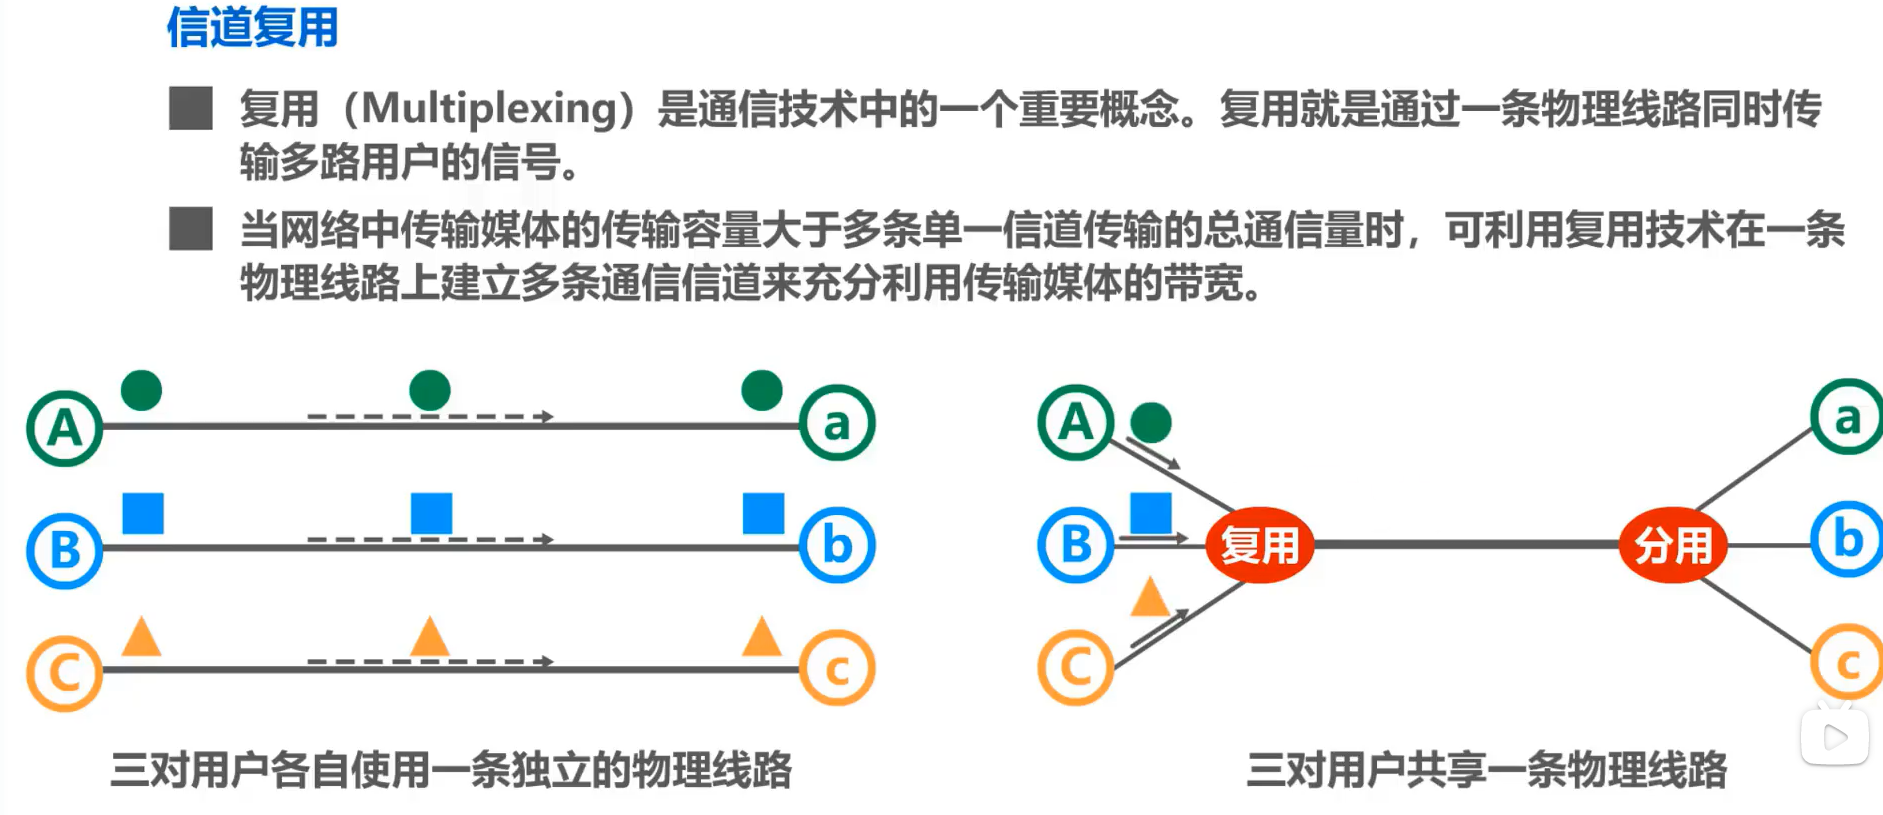 信道复用
复用（Multiplexing）是通信技术中的一个重要概念。复用就是通过一条物理线路同时传
输多路用户的信号。
当网络中传输媒体的传输容量大于多条单一信道传输的总通信量时，可利用复用技术在一条
物理线路上建立多条通信信道来充分利用传输媒体的带宽。
A a
B b
C c
三对用户各自使用一条独立的物理线路
A a
B 复用 分用 b
C c
三对用户共享一条物理线路